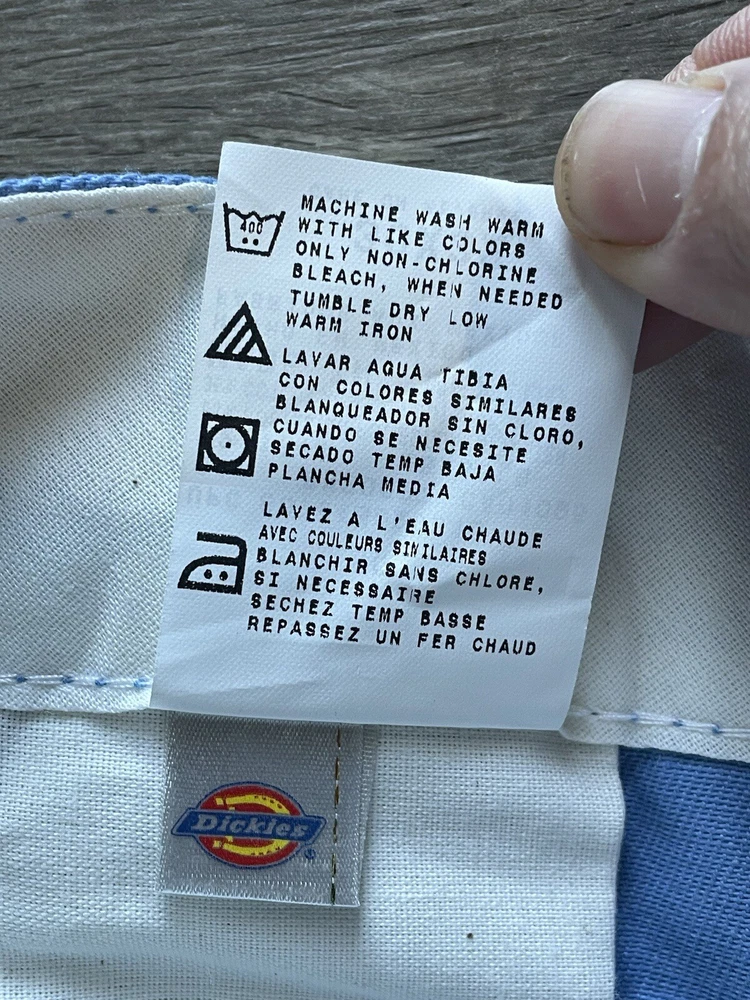 40C
MACHINE WASH WARM
WITH LIKE COLORS
ONLY NON-CHLORINE
BLEACH, WHEN NEEDED
TUMBLE DRY LOW
WARM IRON
LAVAR AGUA TIBIA
CON COLORES SIMILARES
BLANQUEADOR SIN CLORO,
CUANDO SE NECESITE
SECADO TEMP BAJA
PLANCHA MEDIA
LAVEZ A L'EAU CHAUDE
AVEC COULEURS SIMILAIRES
BLANCHIR SANS CHLORE,
SI NECESSAIRE
SECHEZ TEMP BASSE
REPASSEZ UN FER CHAUD
Dickies®